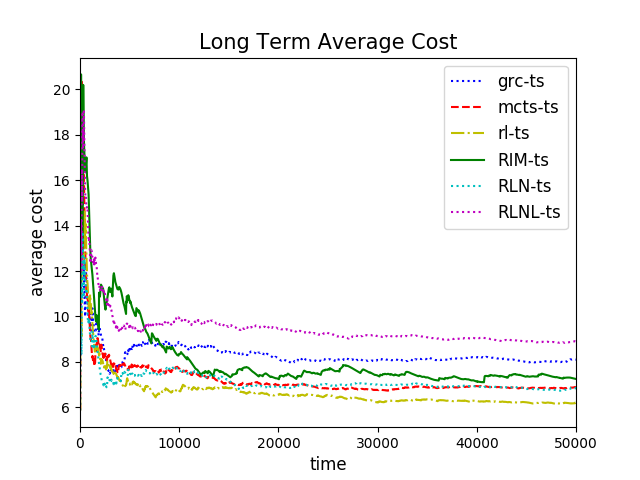 Long Term Average Cost
average cost
20
18
16
14
12
10
8
6
0
10000
20000
30000
40000
50000
time
grc-ts
mcts-ts
rl-ts
RIM-ts
RLN-ts
RLNL-ts